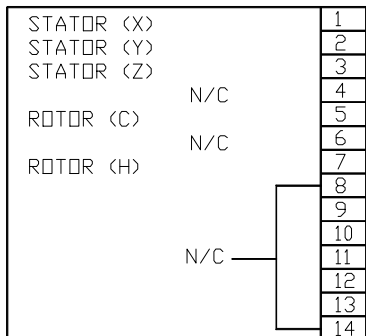 STATOR (X) 1
STATOR (Y) 2
STATOR (Z) 3
N/C 4
ROTOR (C) 5
N/C 6
ROTOR (H) 7
8
9
10
N/C 11
12
13
14